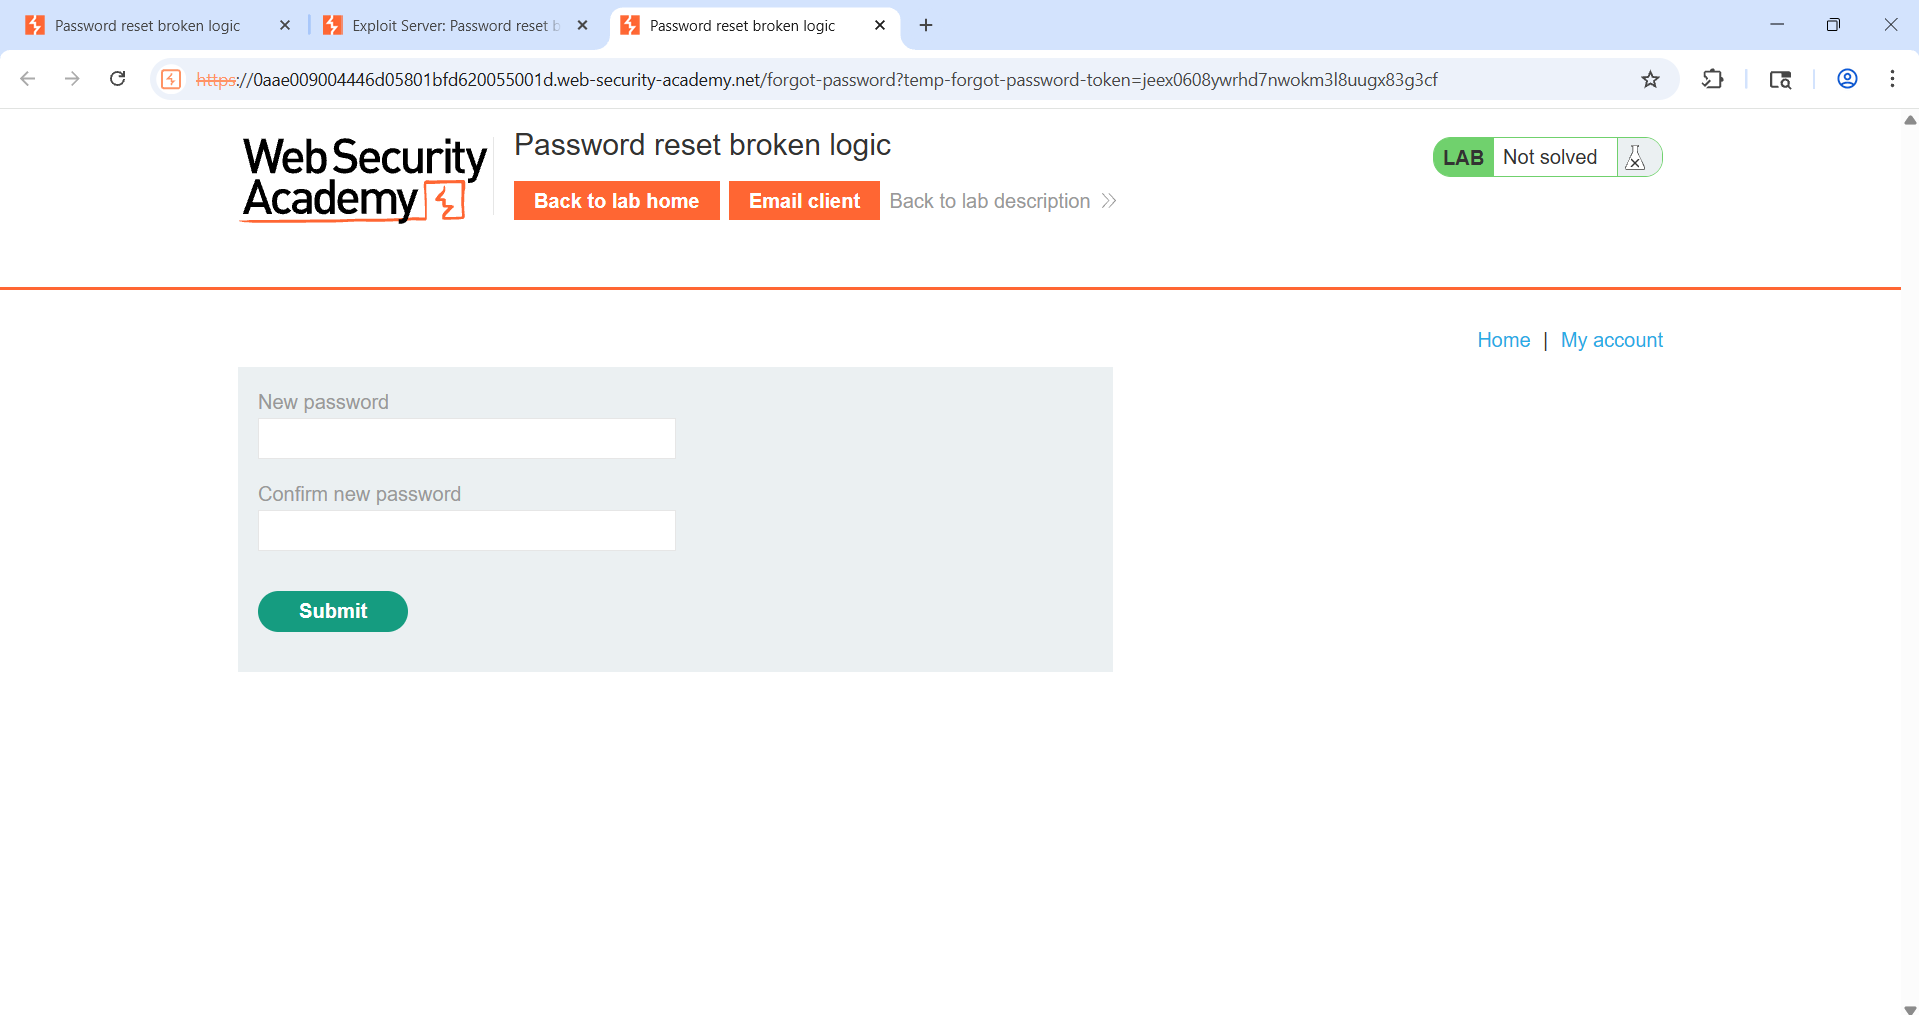 Password reset broken logic
Exploit Server: Password reset b
Password reset broken logic
https://0aae009004446d05801bfd620055001d.web-security-academy.net/forgot-password?temp-forgot-password-token=jeex0608ywrhd7nwokm3l8uugx83g3cf
Web Security
Academy
Password reset broken logic
Back to lab home
Email client
Back to lab description
LAB
Not solved
Home | My account
New password
Confirm new password
Submit